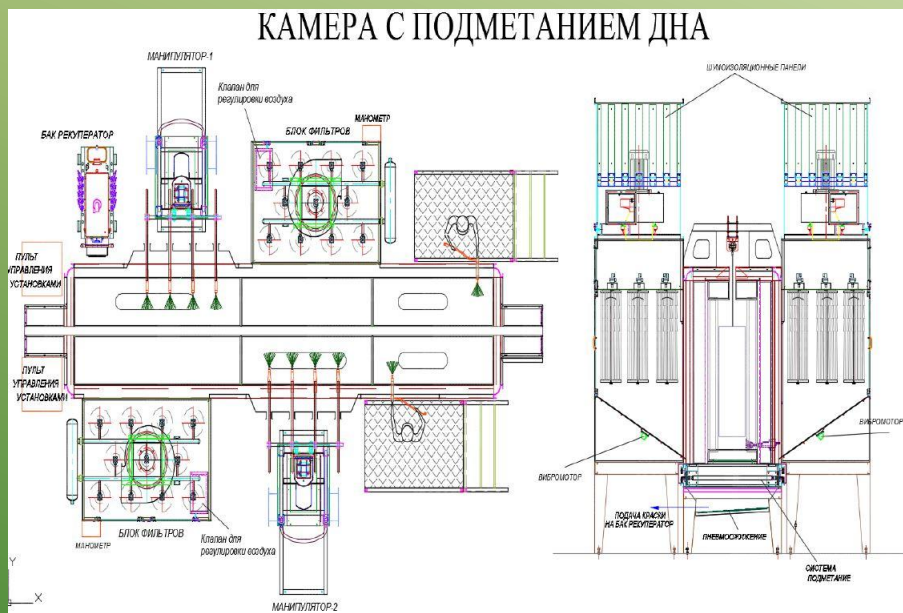 КАМЕРА С ПОДМЕТАНИЕМ ДНА
МАНИПУЛЯТОР-1
Клапан для
регулировки воздуха
МАНОМЕТР
БЛОК ФИЛЬТРОВ
БАК РЕКУПЕРАТОР
ПУЛЬТ
УПРАВЛЕНИЯ
УСТАНОВКАМИ
ПУЛЬТ
УПРАВЛЕНИЯ
УСТАНОВКАМИ
МАНОМЕТР
БЛОК ФИЛЬТРОВ
Клапан для
регулировки воздуха
МАНИПУЛЯТОР-2
Y
X
ШУМОИЗОЛЯЦИОННЫЕ ПАНЕЛИ
ВИБРОМОТОР
ВИБРОМОТОР
ПОДАЧА КРАСКИ
НА БАК РЕКУПЕРАТОР
ПНЕВМОСЖИЖЕНИЕ
СИСТЕМА
ПОДМЕТАНИЕ